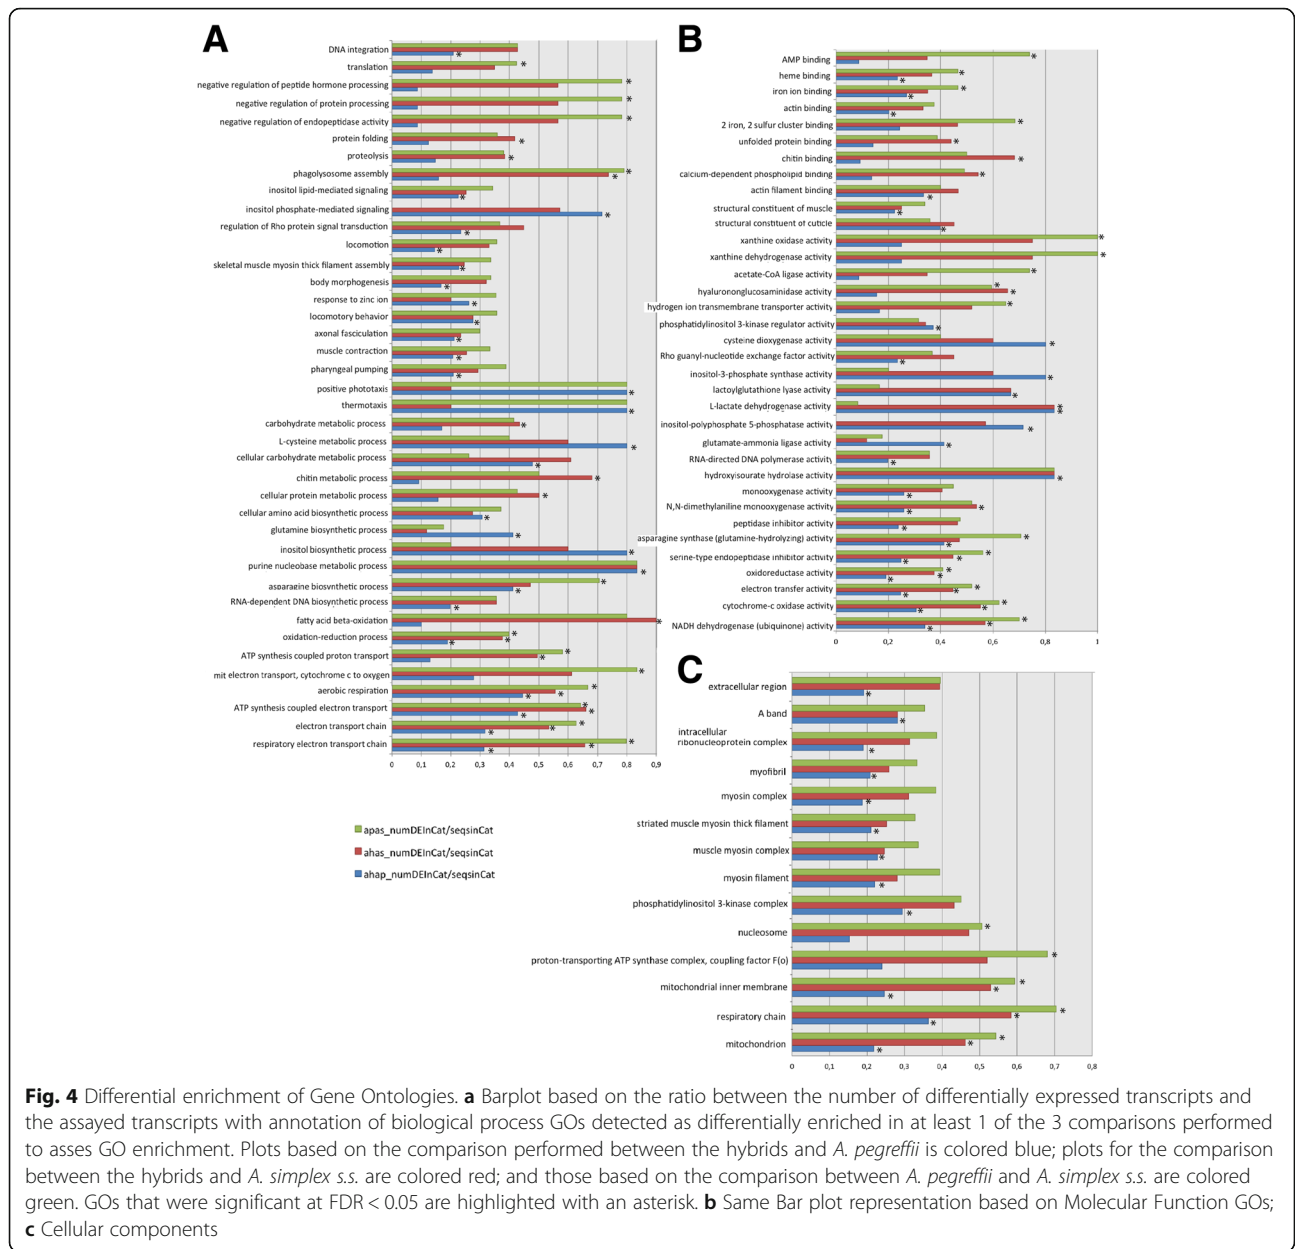 A
DNA integration
translation
negative regulation of peptide hormone processing
negative regulation of protein processing
negative regulation of endopeptidase activity
protein folding
proteolysis
phagolysosome assembly
inositol lipid-mediated signaling
inositol phosphate-mediated signaling
regulation of Rho protein signal transduction
locomotion
skeletal muscle myosin thick filament assembly
body morphogenesis
response to zinc ion
locomotory behavior
axonal fasciculation
muscle contraction
pharyngeal pumping
positive phototaxis
thermotaxis
carbohydrate metabolic process
L-cysteine metabolic process
cellular carbohydrate metabolic process
chitin metabolic process
cellular protein metabolic process
cellular amino acid biosynthetic process
glutamine biosynthetic process
inositol biosynthetic process
purine nucleobase metabolic process
asparagine biosynthetic process
RNA-dependent DNA biosynthetic process
fatty acid beta-oxidation
oxidation-reduction process
ATP synthesis coupled proton transport
mit electron transport, cytochrome c to oxygen
aerobic respiration
ATP synthesis coupled electron transport
electron transport chain
respiratory electron transport chain
0 0,1 0,2 0,3 0,4 0,5 0,6 0,7 0,8 0,9
apas_numDEInCat/seqsinCat
ahas_numDEInCat/seqsinCat
ahap_numDEInCat/seqsinCat
B
AMP binding
heme binding
iron ion binding
actin binding
2 iron, 2 sulfur cluster binding
unfolded protein binding
chitin binding
calcium-dependent phospholipid binding
actin filament binding
structural constituent of muscle
structural constituent of cuticle
xanthine oxidase activity
xanthine dehydrogenase activity
acetate-CoA ligase activity
hyalurononglucosaminidase activity
hydrogen ion transmembrane transporter activity
phosphatidylinositol 3-kinase regulator activity
cysteine dioxygenase activity
Rho guanyl-nucleotide exchange factor activity
inositol-3-phosphate synthase activity
lactoylglutathione lyase activity
L-lactate dehydrogenase activity
inositol-polyphosphate 5-phosphatase activity
glutamate-ammonia ligase activity
RNA-directed DNA polymerase activity
hydroxyisourate hydrolase activity
monooxygenase activity
N,N-dimethylaniline monooxygenase activity
peptidase inhibitor activity
asparagine synthase (glutamine-hydrolyzing) activity
serine-type endopeptidase inhibitor activity
oxidoreductase activity
electron transfer activity
cytochrome-c oxidase activity
NADH dehydrogenase (ubiquinone) activity
0 0,2 0,4 0,6 0,8 1
C
extracellular region
A band
intracellular
ribonucleoprotein complex
myofibril
myosin complex
striated muscle myosin thick filament
muscle myosin complex
myosin filament
phosphatidylinositol 3-kinase complex
nucleosome
proton-transporting ATP synthase complex, coupling factor F(o)
mitochondrial inner membrane
respiratory chain
mitochondrion
0 0,1 0,2 0,3 0,4 0,5 0,6 0,7 0,8
Fig. 4 Differential enrichment of Gene Ontologies. a Barplot based on the ratio between the number of differentially expressed transcripts and
the assayed transcripts with annotation of biological process GOs detected as differentially enriched in at least 1 of the 3 comparisons performed
to asses GO enrichment. Plots based on the comparison performed between the hybrids and A. pegreffii is colored blue; plots for the comparison
between the hybrids and A. simplex s.s. are colored red; and those based on the comparison between A. pegreffii and A. simplex s.s. are colored
green. GOs that were significant at FDR < 0.05 are highlighted with an asterisk. b Same Bar plot representation based on Molecular Function GOs;
c Cellular components